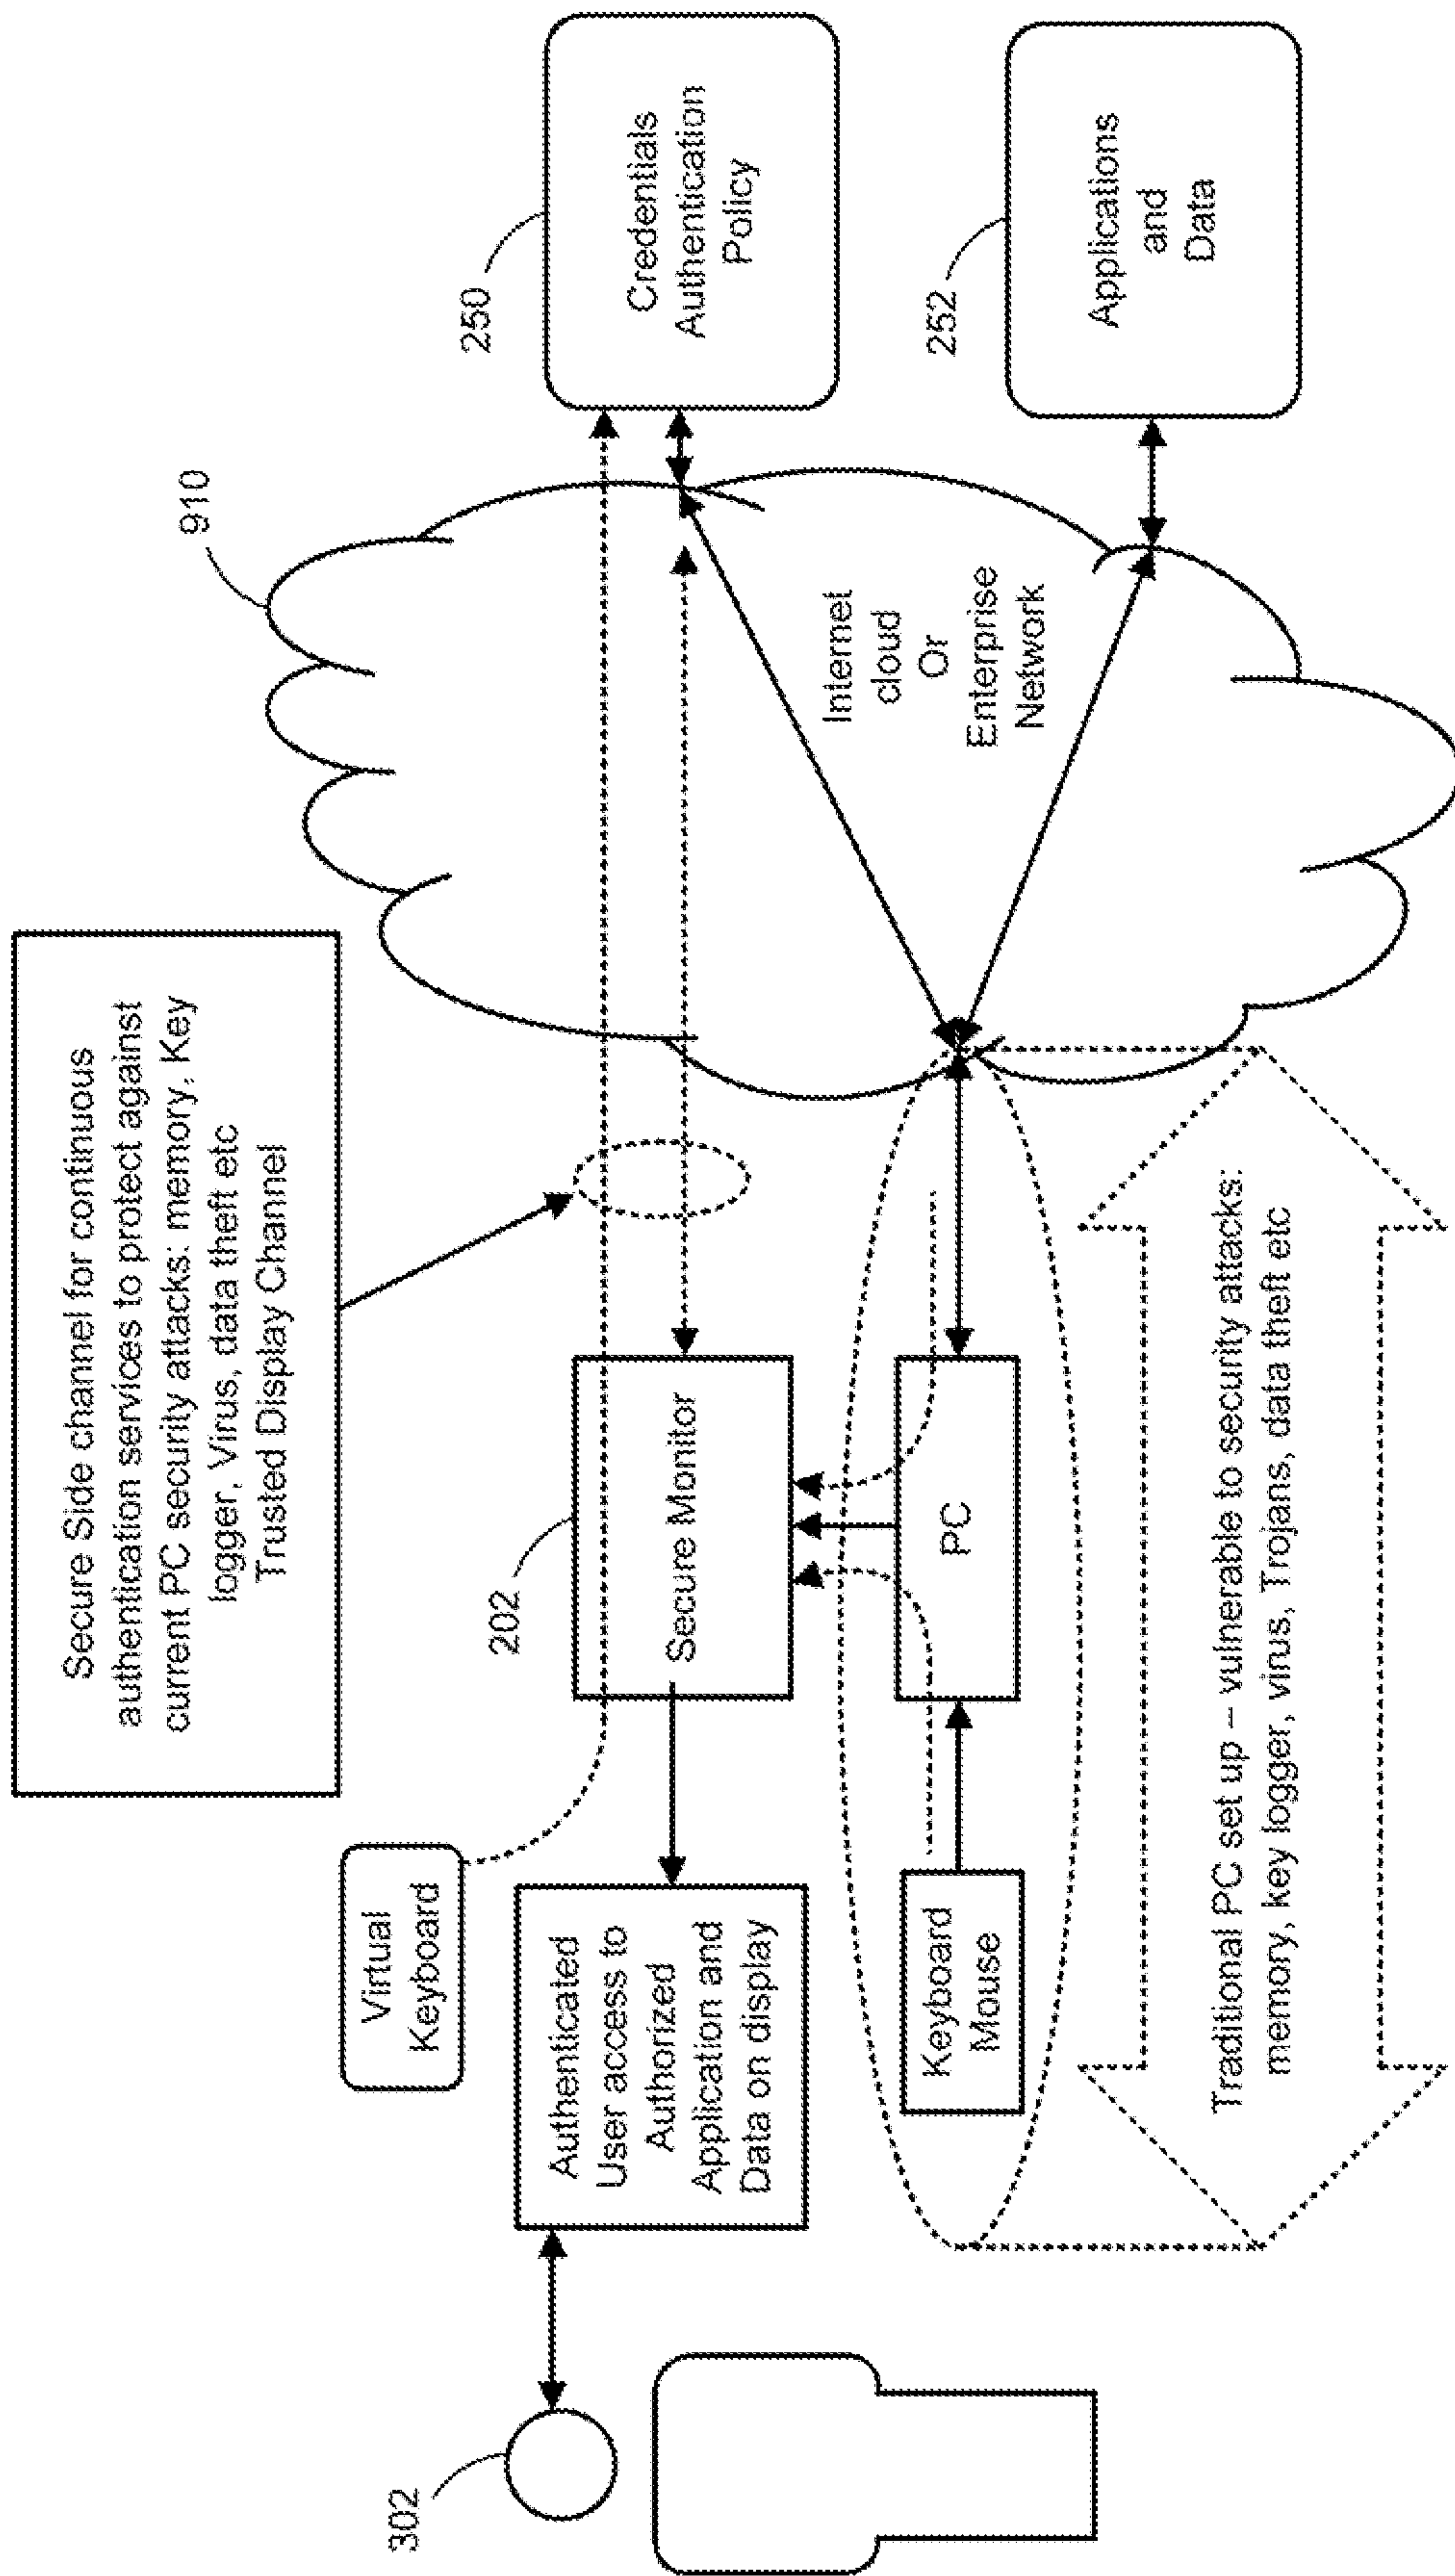 Secure Side channel for continuous
authentication services to protect against
current PC security attacks: memory, Key
logger, Virus, data theft etc
Trusted Display Channel
910
250
Credentials
Authentication
Policy
252
Applications
and
Data
Internet
cloud
Or
Enterprise
Network
202
Secure Monitor
PC
Virtual
Keyboard
Authenticated
User access to
Authorized
Application and
Data on display
Keyboard
Mouse
302
Traditional PC set up – vulnerable to security attacks:
memory, key logger, virus, Trojans, data theft etc